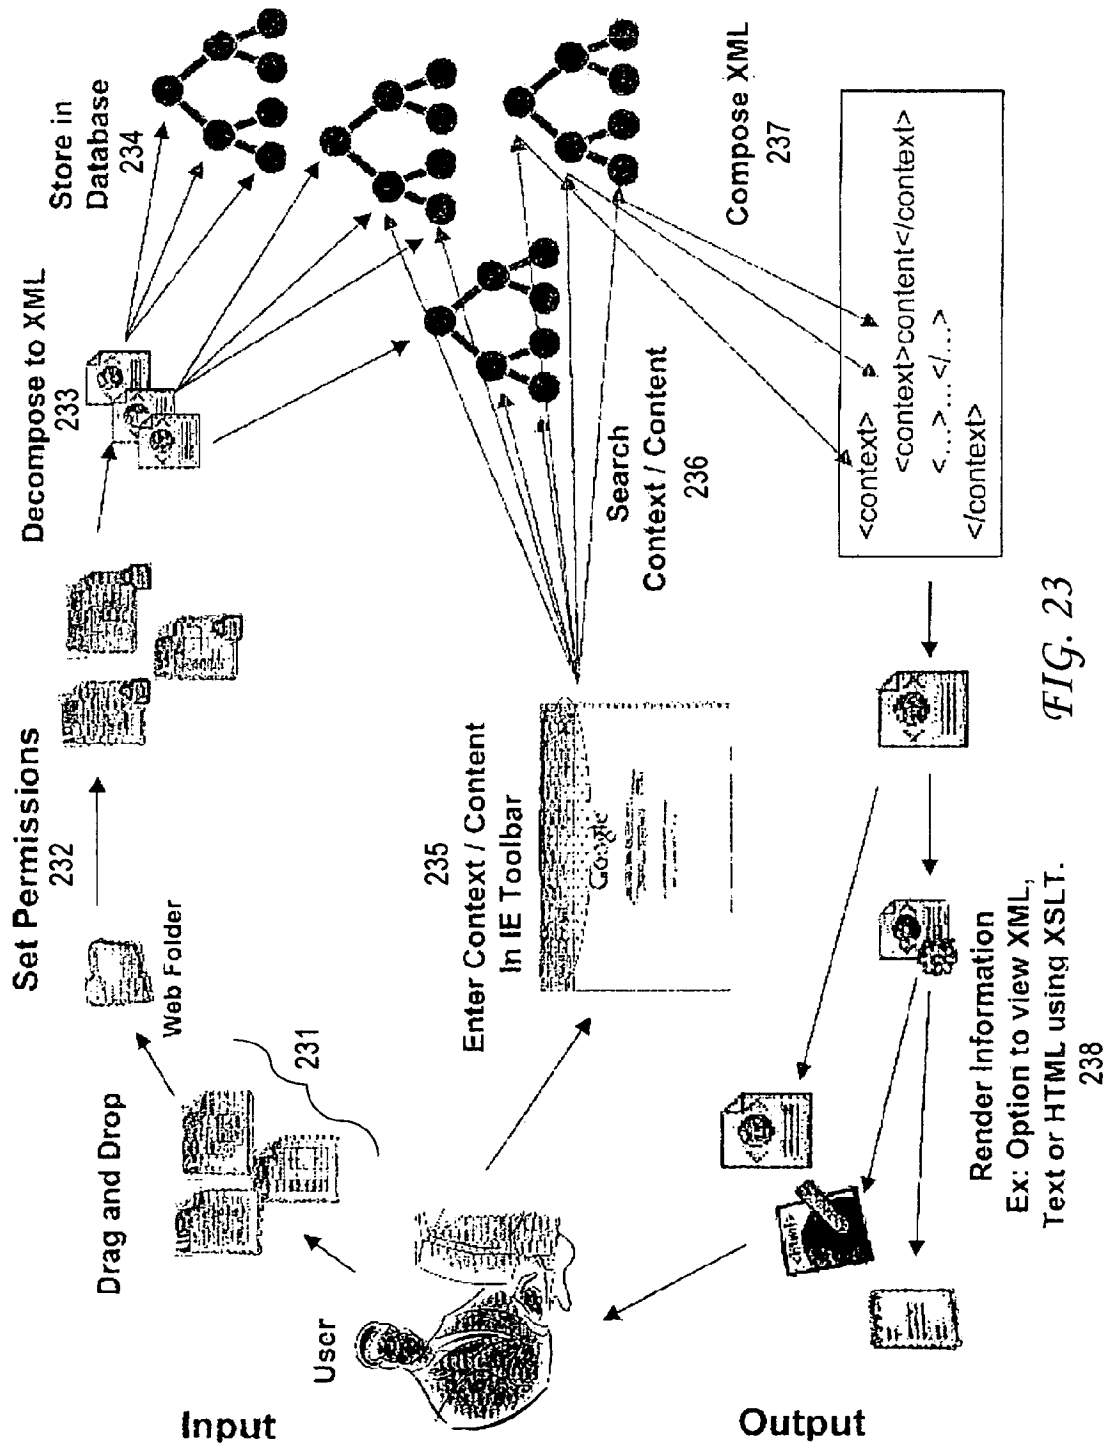 Input
User
Drag and Drop
231
Web Folder
Set Permissions
232
Decompose to XML
233
Store in
Database
234
235
Enter Context / Content
In IE Toolbar
Google
Search
Context / Content
236
Compose XML
237
<context>
<context>content</context>
<...>...</...>
</context>
Render Information
Ex: Option to view XML,
Text or HTML using XSLT.
238
<html>
Output
FIG. 23